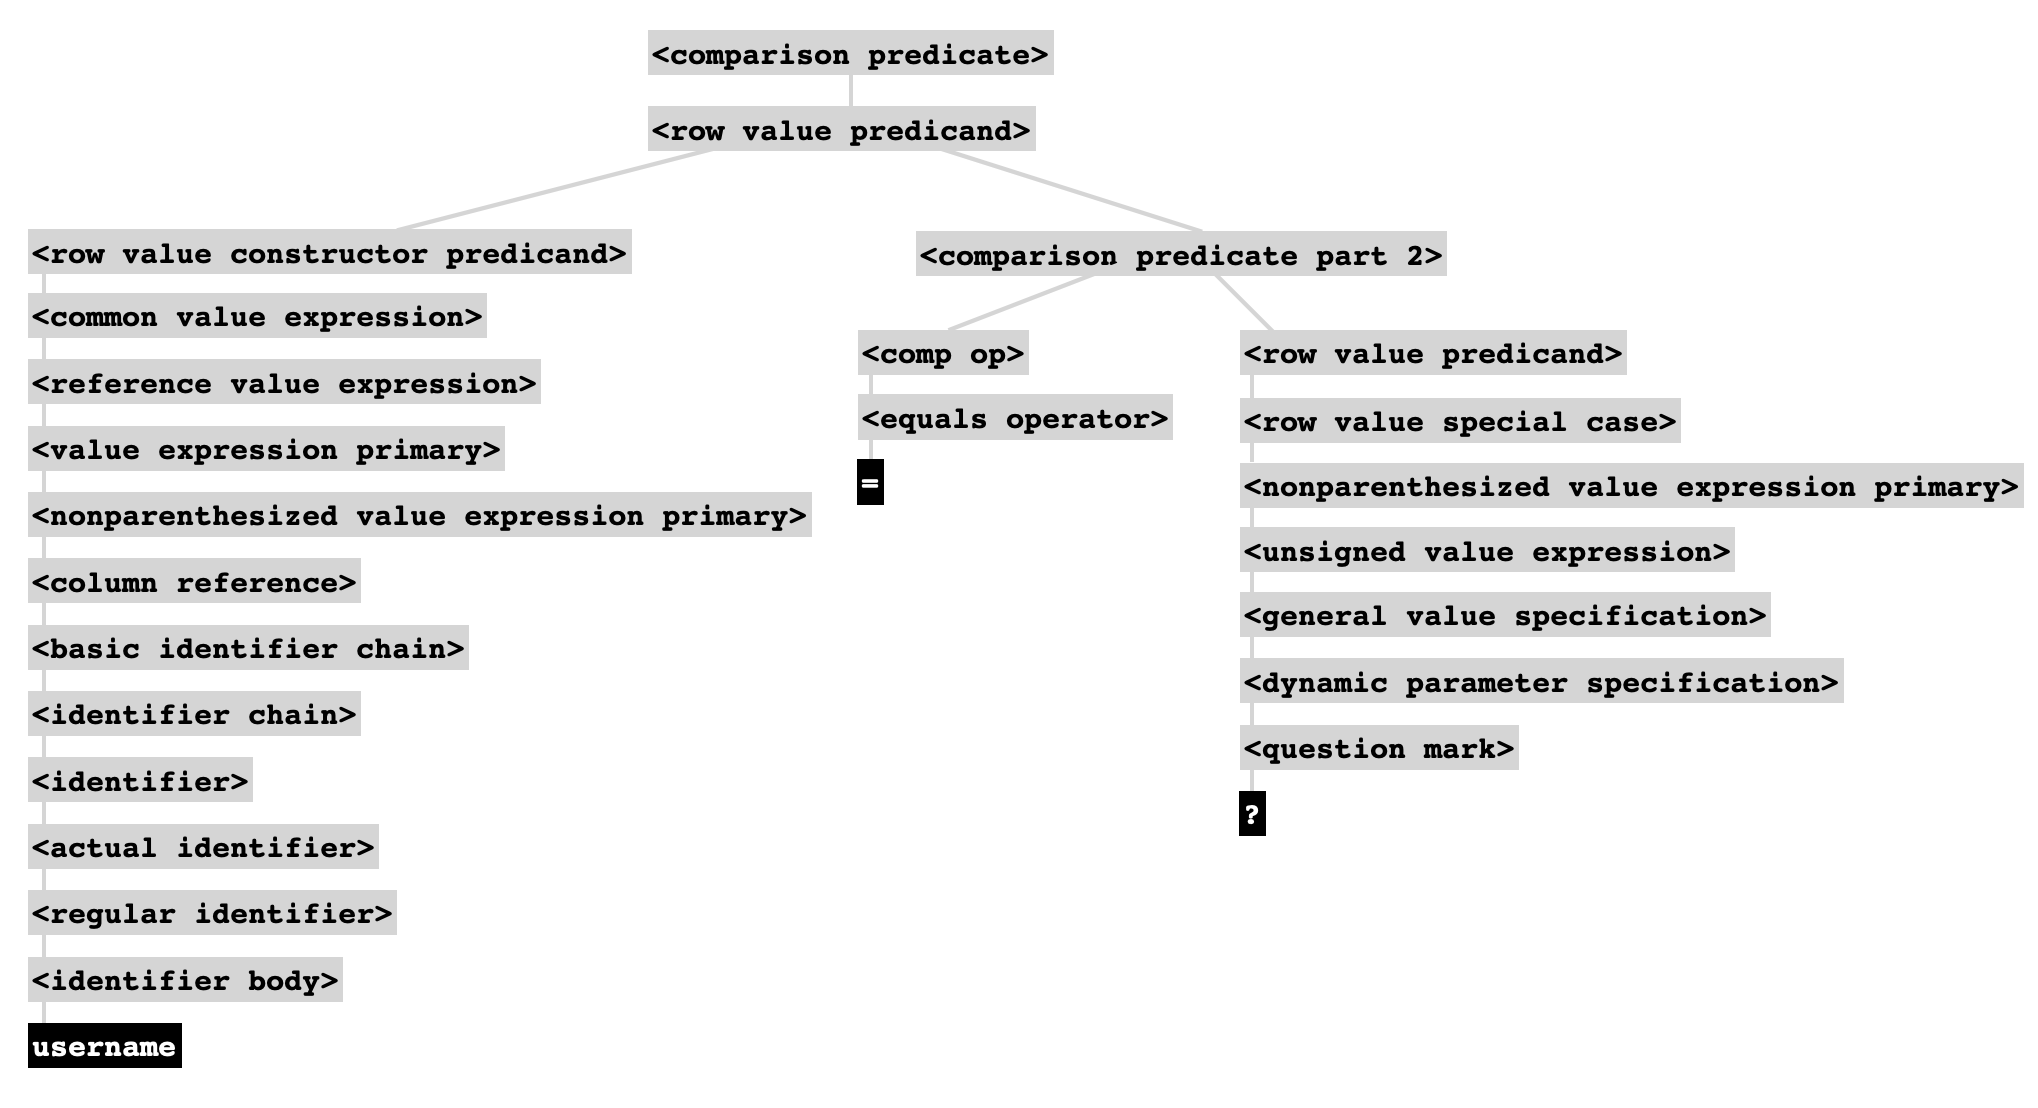 <comparison predicate>
<row value predicand>
<row value constructor predicand>
<common value expression>
<reference value expression>
<value expression primary>
<nonparenthesized value expression primary>
<column reference>
<basic identifier chain>
<identifier chain>
<identifier>
<actual identifier>
<regular identifier>
<identifier body>
username
<comparison predicate part 2>
<comp op>
<equals operator>
=
<row value predicand>
<row value special case>
<nonparenthesized value expression primary>
<unsigned value expression>
<general value specification>
<dynamic parameter specification>
<question mark>
?